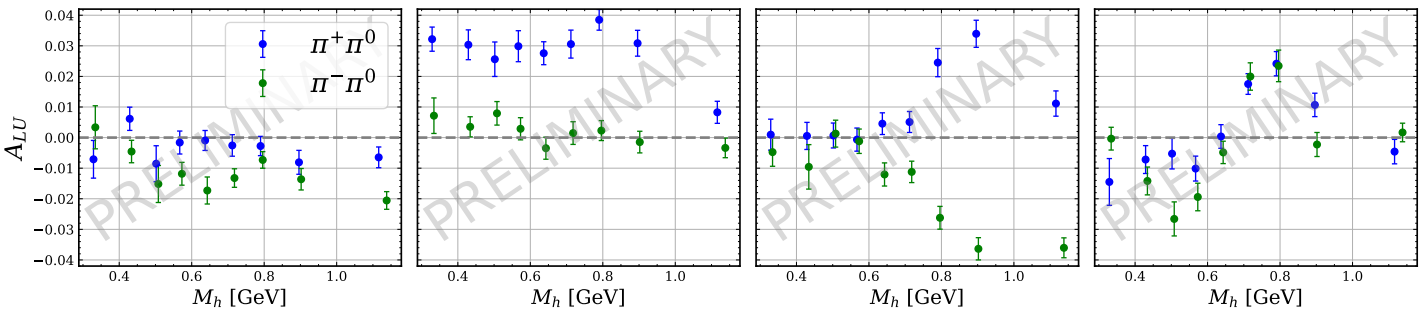 0.04
0.03
0.02
0.01
0.00
−0.01
−0.02
−0.03
−0.04
A_{LU}
π⁺π⁰
π⁻π⁰
PRELIMINARY
PRELIMINARY
PRELIMINARY
PRELIMINARY
0.4 0.6 0.8 1.0
0.4 0.6 0.8 1.0
0.4 0.6 0.8 1.0
0.4 0.6 0.8 1.0
M_h [GeV]
M_h [GeV]
M_h [GeV]
M_h [GeV]